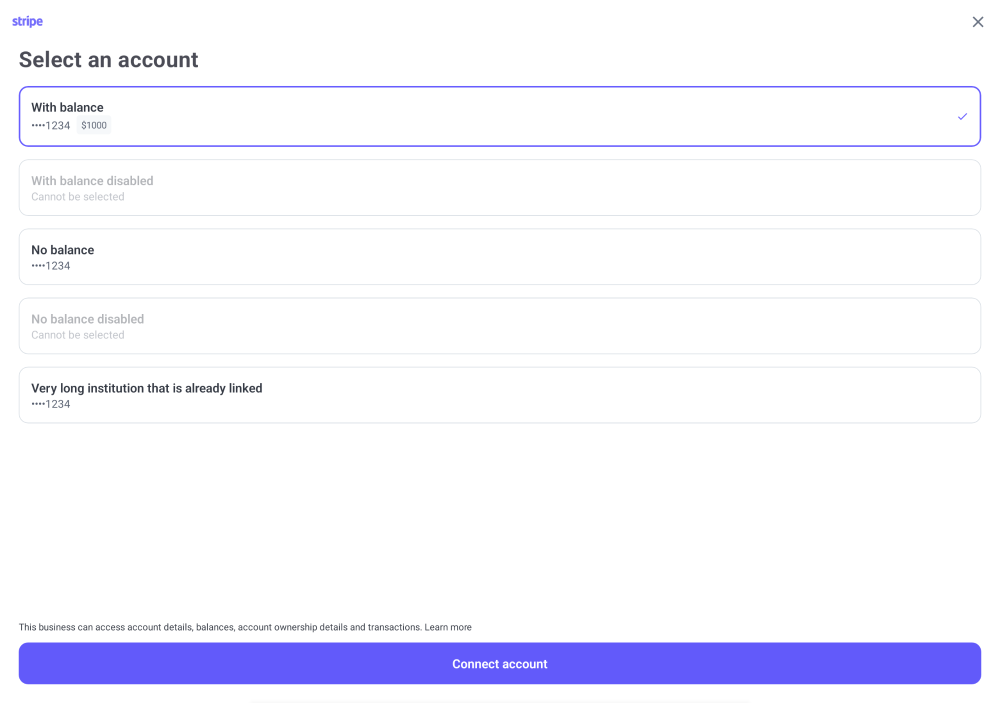 stripe
Select an account
With balance
••••1234 $1000
With balance disabled
Cannot be selected
No balance
••••1234
No balance disabled
Cannot be selected
Very long institution that is already linked
••••1234
This business can access account details, balances, account ownership details and transactions. Learn more
Connect account